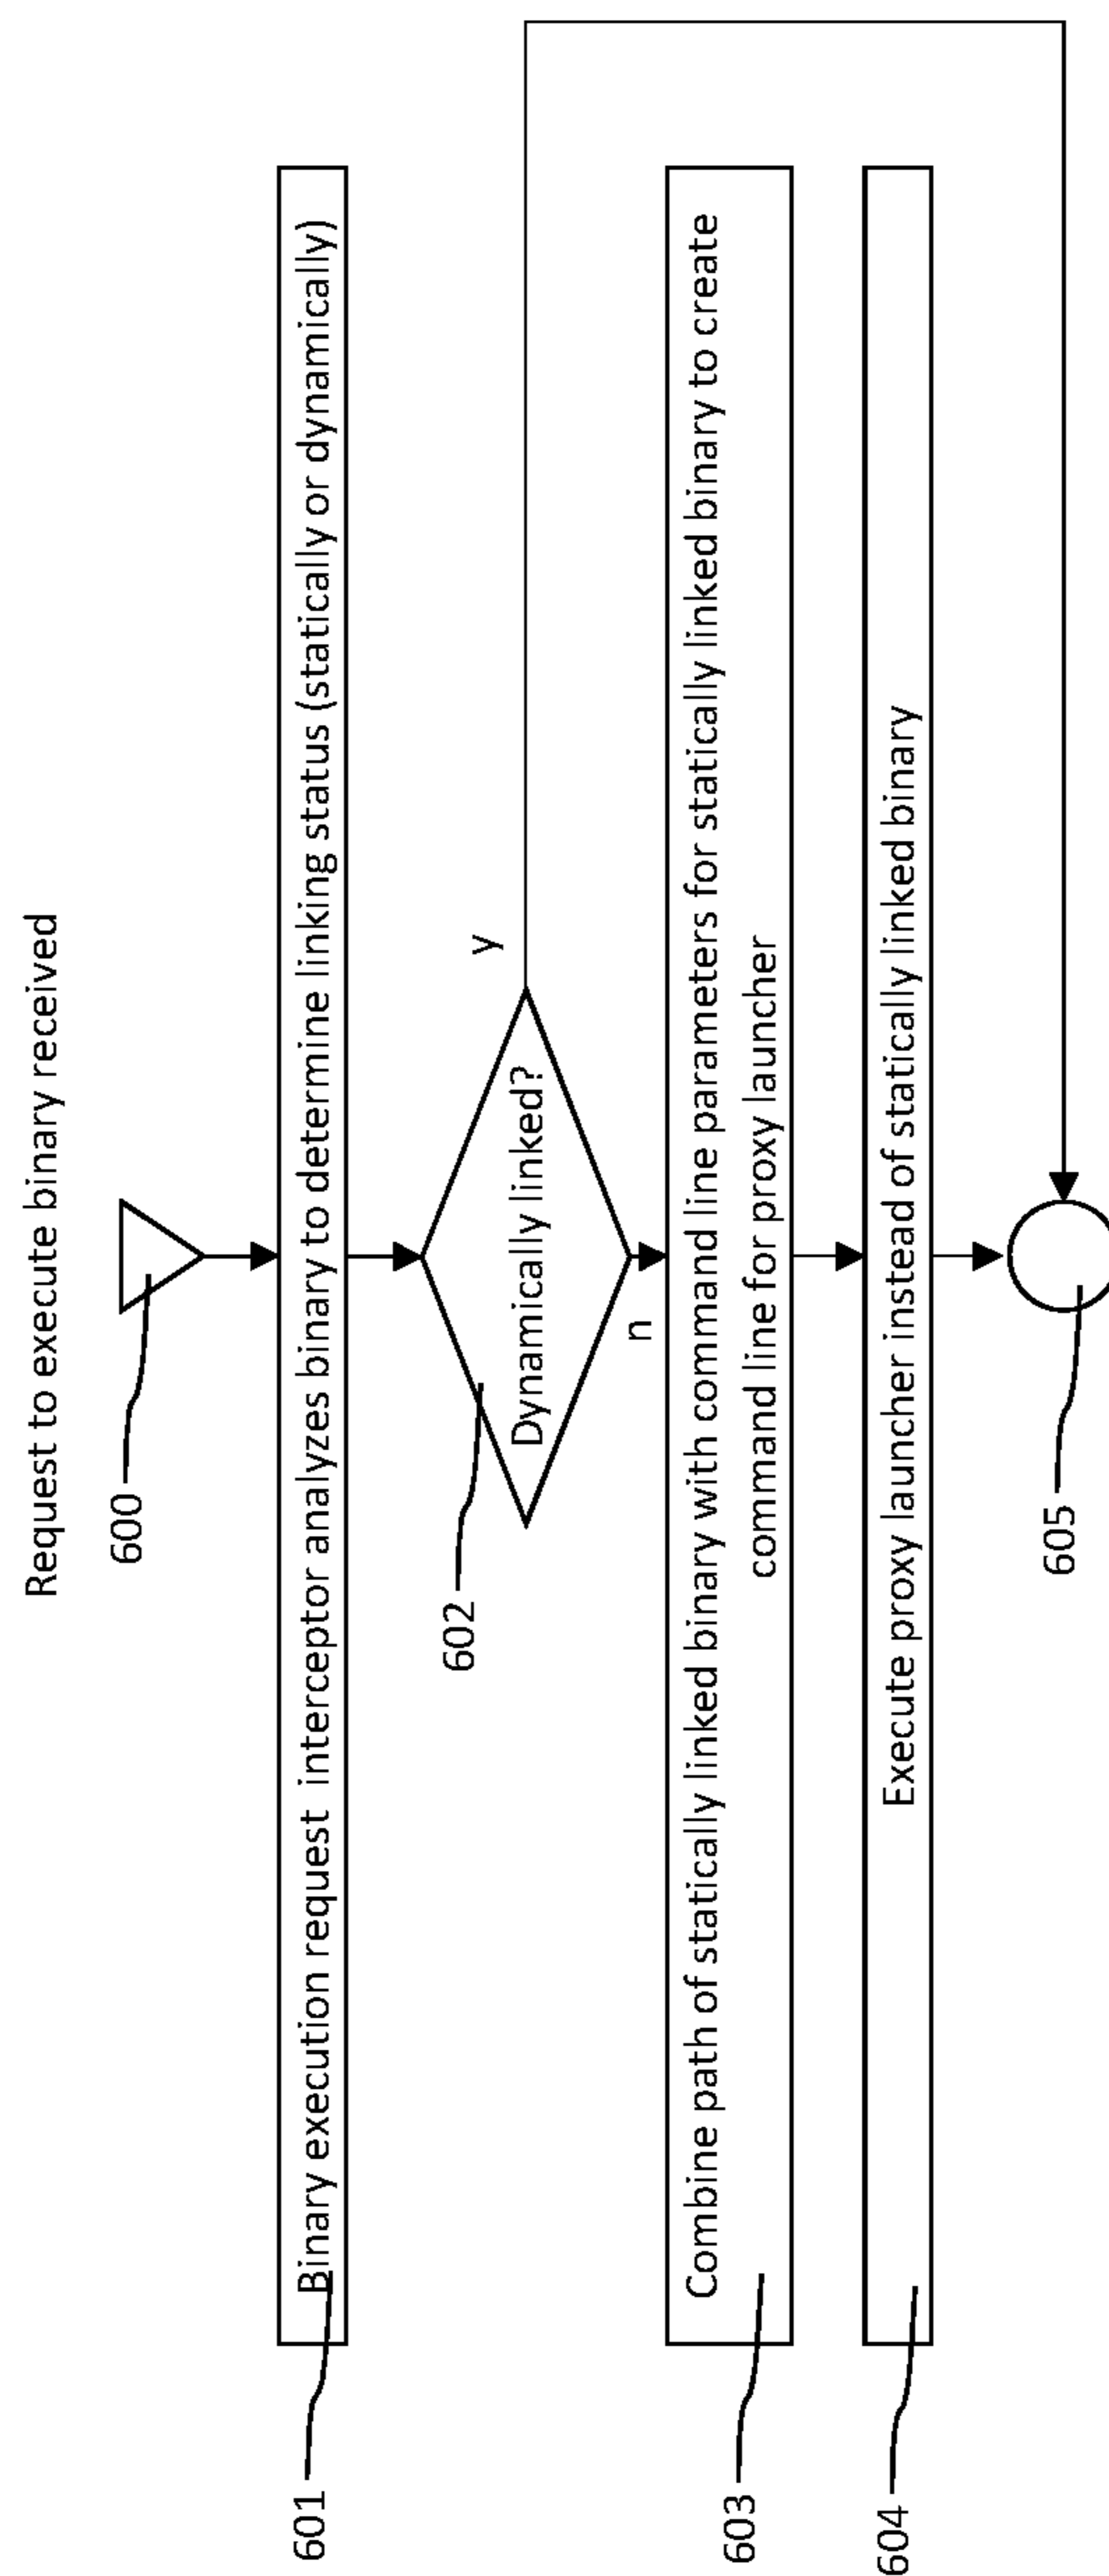 Request to execute binary received
600
601
Binary execution request interceptor analyzes binary to determine linking status (statically or dynamically)
602
Dynamically linked?
y
n
603
Combine path of statically linked binary with command line parameters for statically linked binary to create
command line for proxy launcher
604
Execute proxy launcher instead of statically linked binary
605